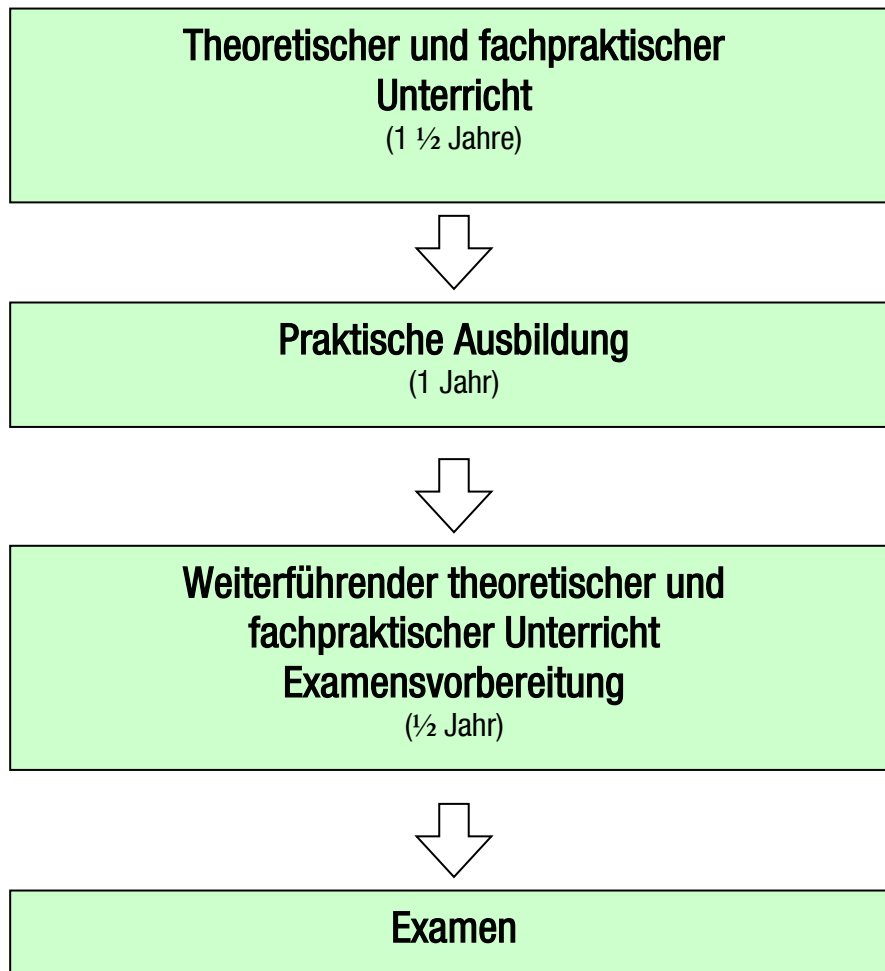 Theoretischer und fachpraktischer
Unterricht
(1 ½ Jahre)
Praktische Ausbildung
(1 Jahr)
Weiterführender theoretischer und
fachpraktischer Unterricht
Examensvorbereitung
(½ Jahr)
Examen